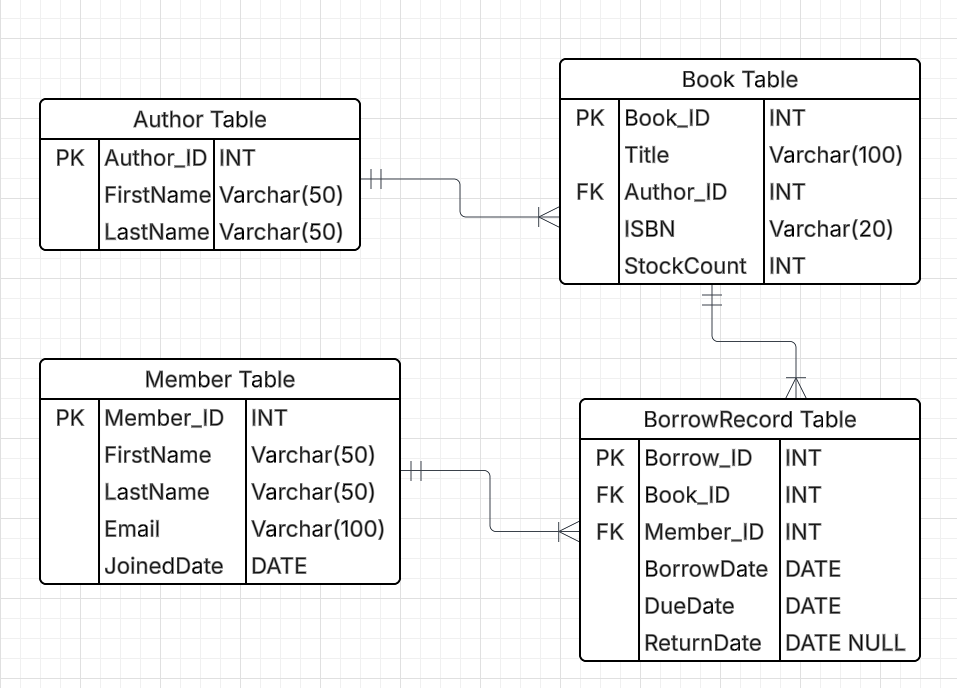 Author Table
PK Author_ID INT
FirstName Varchar(50)
LastName Varchar(50)
Book Table
PK Book_ID INT
Title Varchar(100)
FK Author_ID INT
ISBN Varchar(20)
StockCount INT
Member Table
PK Member_ID INT
FirstName Varchar(50)
LastName Varchar(50)
Email Varchar(100)
JoinedDate DATE
BorrowRecord Table
PK Borrow_ID INT
FK Book_ID INT
FK Member_ID INT
BorrowDate DATE
DueDate DATE
ReturnDate DATE NULL